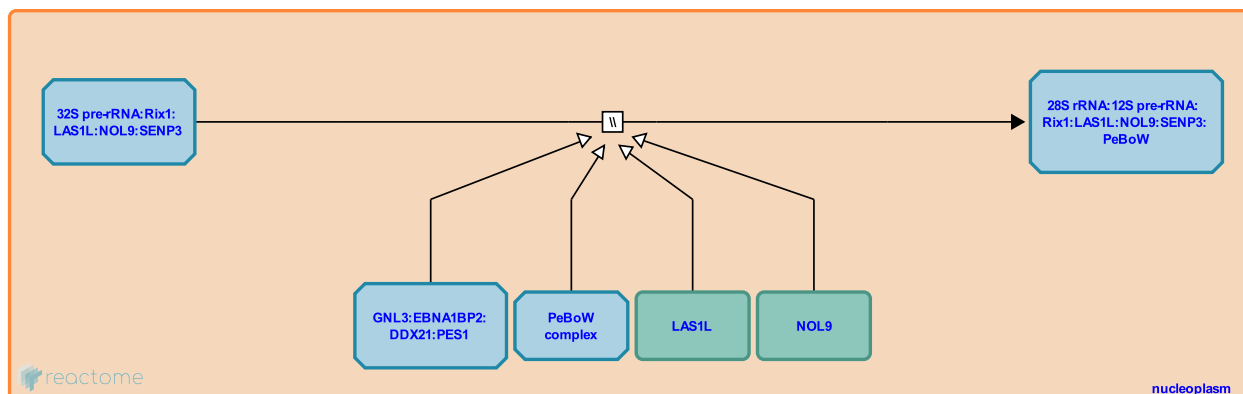 32S pre-rRNA:Rix1:
LAS1L:NOL9:SENP3
\\
28S rRNA:12S pre-rRNA:
Rix1:LAS1L:NOL9:SENP3:
PeBoW
GNL3:EBNA1BP2:
DDX21:PES1
PeBoW
complex
LAS1L
NOL9
reactome
nucleoplasm